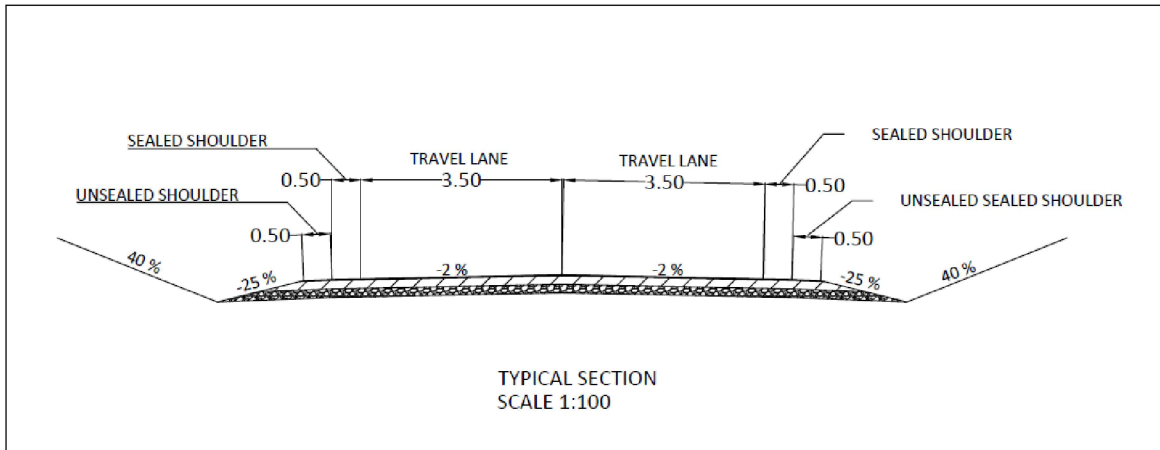 SEALED SHOULDER
SEALED SHOULDER
TRAVEL LANE
TRAVEL LANE
0.50
3.50
3.50
0.50
UNSEALED SHOULDER
UNSEALED SEALED SHOULDER
0.50
0.50
40 %
-25 %
-2 %
-2 %
-25 %
40 %
TYPICAL SECTION
SCALE 1:100